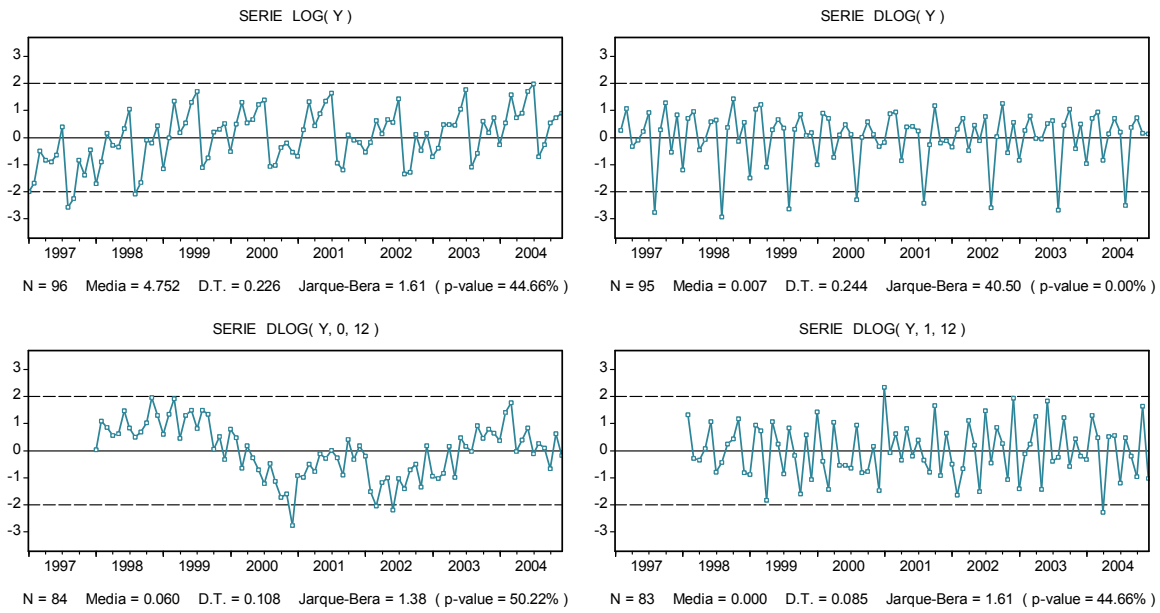 SERIE LOG( Y )
3
2
1
0
-1
-2
-3
1997 1998 1999 2000 2001 2002 2003 2004
N = 96 Media = 4.752 D.T. = 0.226 Jarque-Bera = 1.61 ( p-value = 44.66% )
SERIE DLOG( Y )
3
2
1
0
-1
-2
-3
1997 1998 1999 2000 2001 2002 2003 2004
N = 95 Media = 0.007 D.T. = 0.244 Jarque-Bera = 40.50 ( p-value = 0.00% )
SERIE DLOG( Y, 0, 12 )
3
2
1
0
-1
-2
-3
1997 1998 1999 2000 2001 2002 2003 2004
N = 84 Media = 0.060 D.T. = 0.108 Jarque-Bera = 1.38 ( p-value = 50.22% )
SERIE DLOG( Y, 1, 12 )
3
2
1
0
-1
-2
-3
1997 1998 1999 2000 2001 2002 2003 2004
N = 83 Media = 0.000 D.T. = 0.085 Jarque-Bera = 1.61 ( p-value = 44.66% )